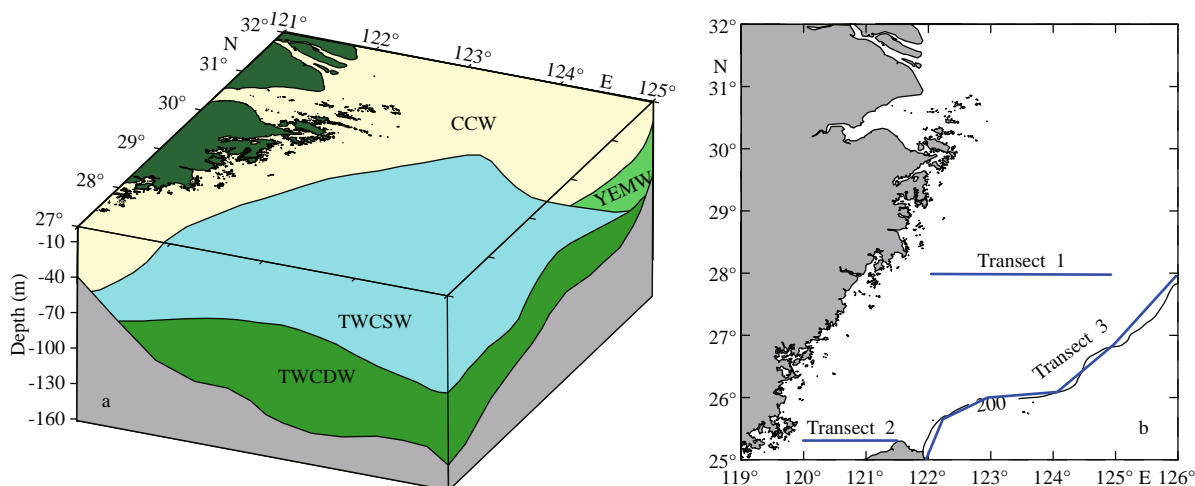 121°
122°
123°
124°
E
125°
32°
N
31°
30°
29°
28°
27°
-10
-40
-70
-100
-130
-160
Depth (m)
CCW
YEMW
TWCSW
TWCDW
a
32°
N
31°
30°
29°
28°
27°
26°
25°
119°
120°
121°
122°
123°
124°
125° E
126°
Transect 1
Transect 3
200
Transect 2
b